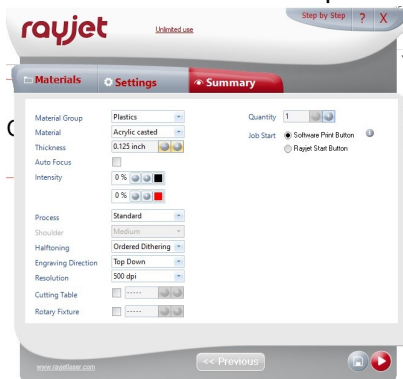 rayjet
Unlimited use
Step by Step ? X
Materials
Settings
Summary
Material Group Plastics
Quantity 1
Material Acrylic casted
Job Start Software Print Button
Thickness 0.125 inch
Rayjet Start Button
Auto Focus
Intensity 0 %
0 %
Process Standard
Shoulder Medium
Halftoning Ordered Dithering
Engraving Direction Top Down
Resolution 500 dpi
Cutting Table -----
Rotary Fixture -----
www.rayjetlaser.com
<< Previous